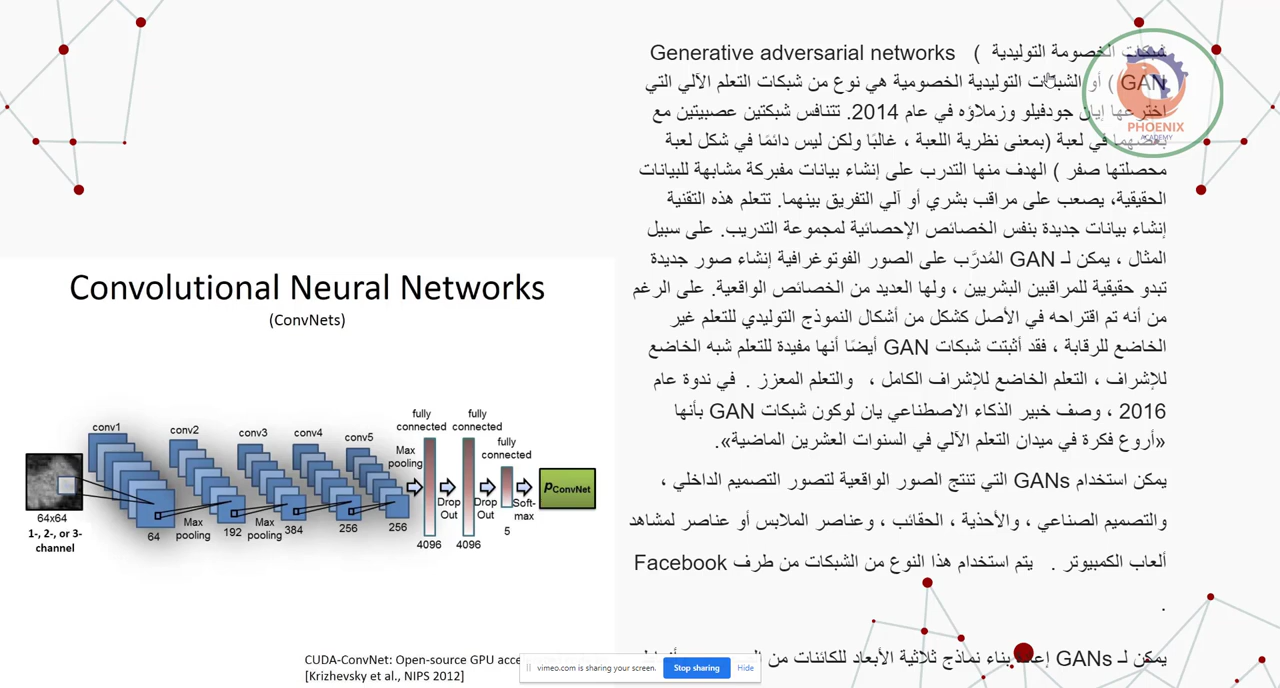 Convolutional Neural Networks
(ConvNets)
conv1 conv2 conv3 conv4 conv5
fully connected
fully connected
fully connected
Max pooling
64x64
1-, 2-, or 3-channel
64
Max pooling
192
Max pooling
384
256
256
4096
Drop Out
4096
Drop Out
5
Soft-max
PConvNet
CUDA-ConvNet: Open-source GPU acce
[Krizhevsky et al., NIPS 2012]
شبكات الخصومة التوليدية ( Generative adversarial networks
GAN ) أو الشبكات التوليدية الخصومية هي نوع من شبكات التعلم الآلي التي
اخترعها إيان جودفيلو وزملاؤه في عام 2014. تتنافس شبكتين عصبيتين مع
بعضهما في لعبة (بمعنى نظرية اللعبة ، غالبًا ولكن ليس دائمًا في شكل لعبة
محصلتها صفر ) الهدف منها التدرب على إنشاء بيانات مفبركة مشابهة للبيانات
الحقيقية، يصعب على مراقب بشري أو آلي التفريق بينهما. تتعلم هذه التقنية
إنشاء بيانات جديدة بنفس الخصائص الإحصائية لمجموعة التدريب. على سبيل
المثال ، يمكن لـ GAN المُدرَّب على الصور الفوتوغرافية إنشاء صور جديدة
تبدو حقيقية للمراقبين البشريين ، ولها العديد من الخصائص الواقعية. على الرغم
من أنه تم اقتراحه في الأصل كشكل من أشكال النموذج التوليدي للتعلم غير
الخاضع للرقابة ، فقد أثبتت شبكات GAN أيضًا أنها مفيدة للتعلم شبه الخاضع
للإشراف ، التعلم الخاضع للإشراف الكامل ، والتعلم المعزز . في ندوة عام
2016 ، وصف خبير الذكاء الاصطناعي يان لوكون شبكات GAN بأنها
«أروع فكرة في ميدان التعلم الآلي في السنوات العشرين الماضية».
يمكن استخدام GANs التي تنتج الصور الواقعية لتصور التصميم الداخلي ،
والتصميم الصناعي ، والأحذية ، الحقائب ، وعناصر الملابس أو عناصر لمشاهد
ألعاب الكمبيوتر . يتم استخدام هذا النوع من الشبكات من طرف Facebook
.
يمكن لـ GANs إعادة بناء نماذج ثلاثية الأبعاد للكائنات من
PHOENIX
ACADEMY
vimeo.com is sharing your screen. Stop sharing Hide